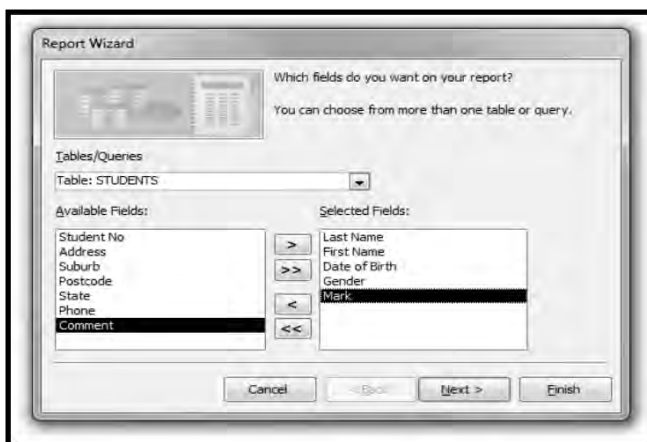 Report Wizard
Which fields do you want on your report?
You can choose from more than one table or query.
Tables/Queries
Table: STUDENTS
Available Fields:
Selected Fields:
Student No
Address
Suburb
Postcode
State
Phone
Comment
>
>>
<
<<
Last Name
First Name
Date of Birth
Gender
Mark
Cancel
< Back
Next >
Finish